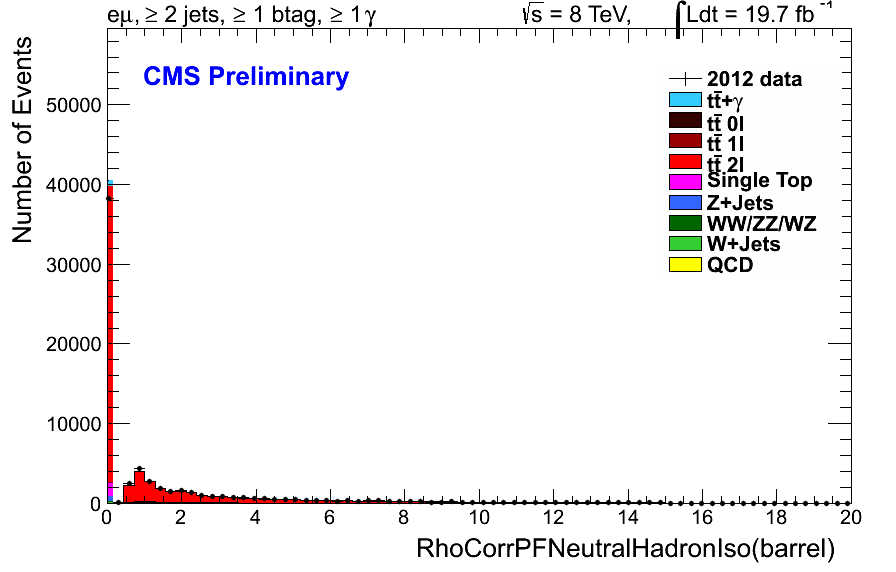 eμ, ≥ 2 jets, ≥ 1 btag, ≥ 1 γ √s = 8 TeV, ∫Ldt = 19.7 fb⁻¹
CMS Preliminary
2012 data
tt̄+γ
tt̄ 0l
tt̄ 1l
tt̄ 2l
Single Top
Z+Jets
WW/ZZ/WZ
W+Jets
QCD
Number of Events
50000
40000
30000
20000
10000
0
0 2 4 6 8 10 12 14 16 18 20
RhoCorrPFNeutralHadronIso(barrel)